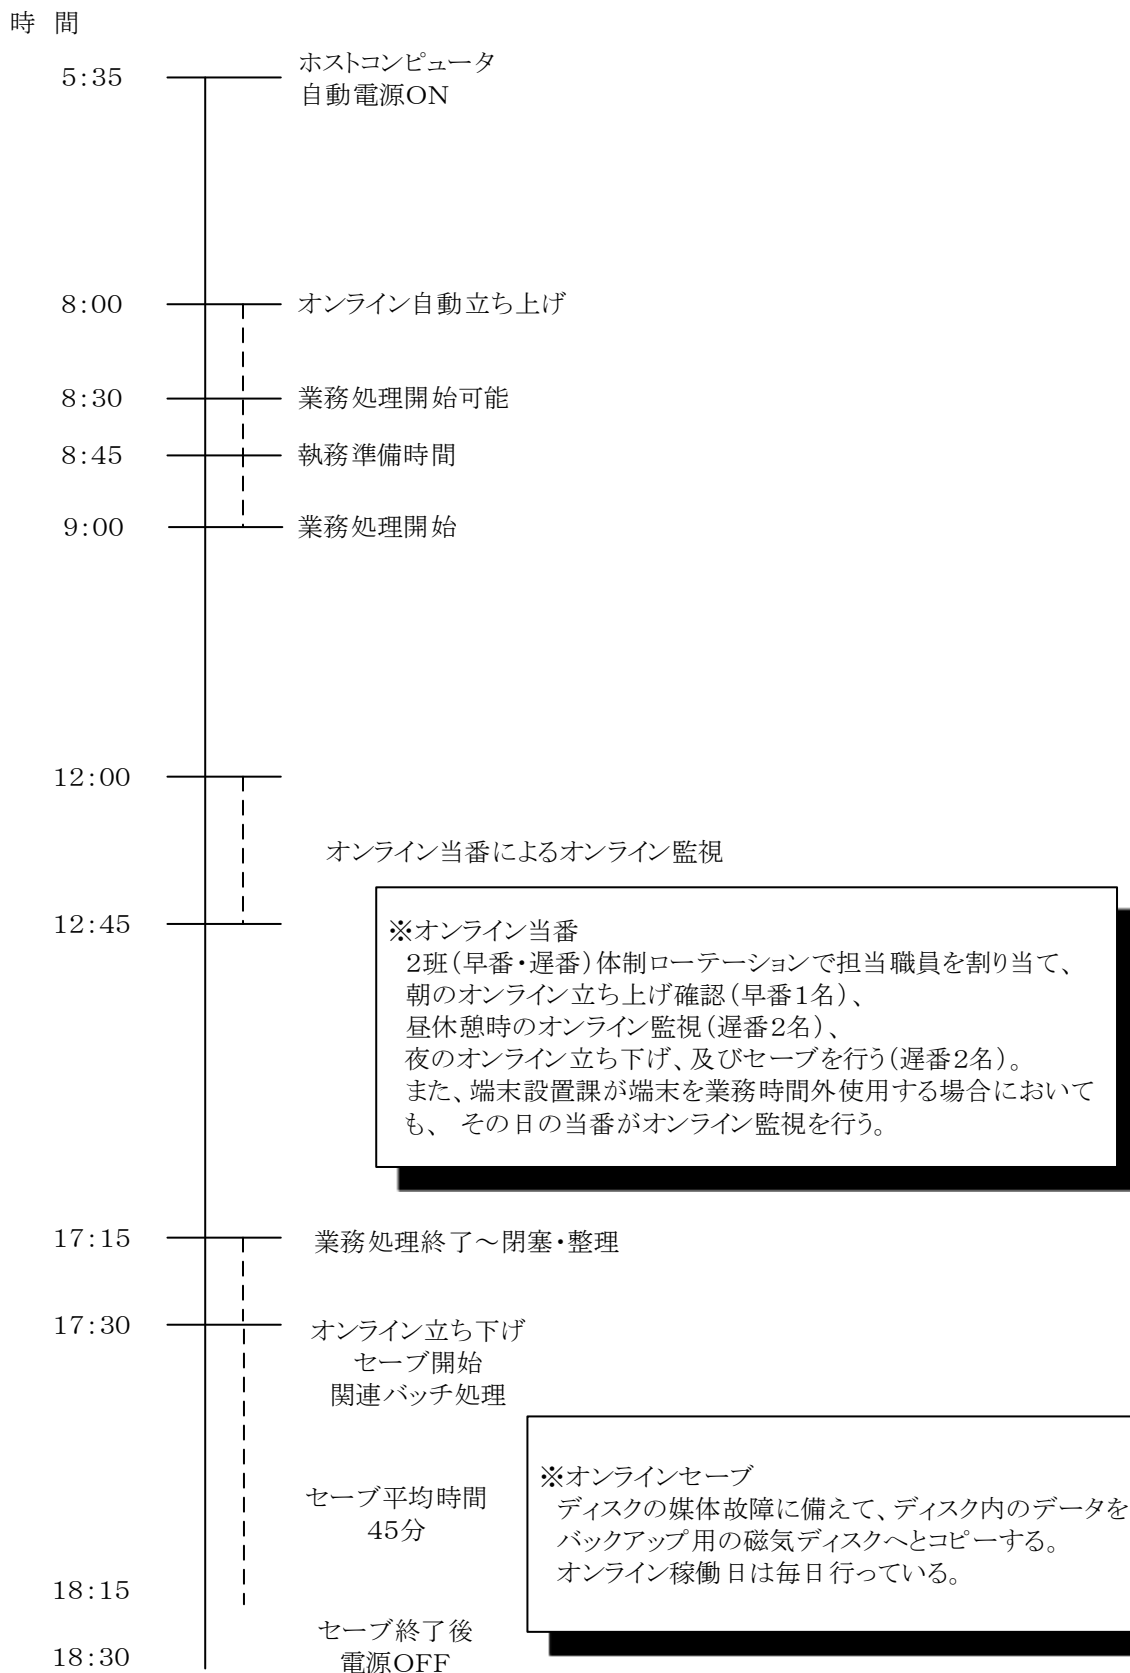 時 間
5:35
ホストコンピュータ
自動電源ON
8:00
オンライン自動立ち上げ
8:30
業務処理開始可能
8:45
執務準備時間
9:00
業務処理開始
12:00
オンライン当番によるオンライン監視
12:45
※オンライン当番
2班(早番・遅番)体制ローテーションで担当職員を割り当て、
朝のオンライン立ち上げ確認(早番1名)、
昼休憩時のオンライン監視(遅番2名)、
夜のオンライン立ち下げ、及びセーブを行う(遅番2名)。
また、端末設置課が端末を業務時間外使用する場合において
も、 その日の当番がオンライン監視を行う。
17:15
業務処理終了～閉塞・整理
17:30
オンライン立ち下げ
セーブ開始
関連バッチ処理
※オンラインセーブ
ディスクの媒体故障に備えて、ディスク内のデータを
バックアップ用の磁気ディスクへとコピーする。
オンライン稼働日は毎日行っている。
セーブ平均時間
45分
18:15
セーブ終了後
電源OFF
18:30